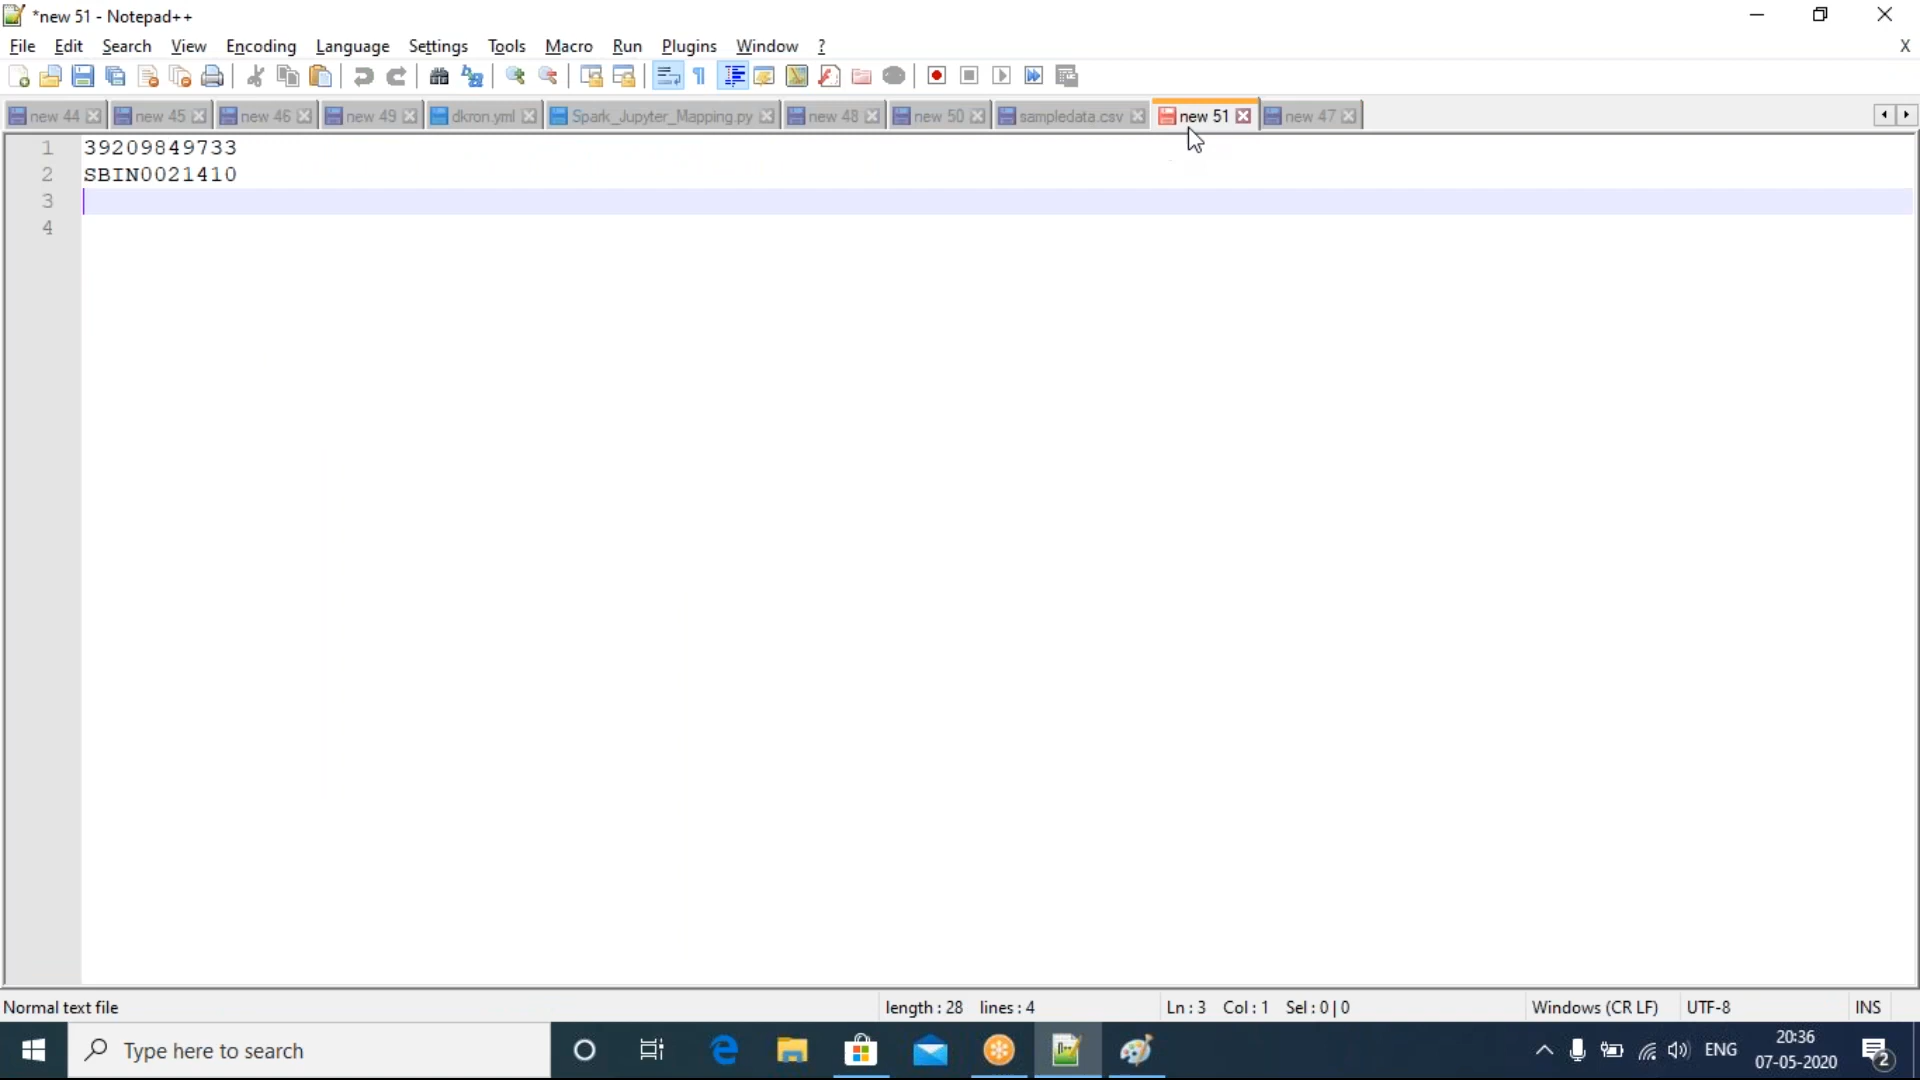 *new 51 - Notepad++
File Edit Search View Encoding Language Settings Tools Macro Run Plugins Window ? X
new 44 new 45 new 46 new 49 dkron.yml Spark_Jupyter_Mapping.py new 48 new 50 sampledata.csv new 51 new 47
1 39209849733
2 SBIN0021410
3
4
Normal text file length : 28 lines : 4 Ln : 3 Col : 1 Sel : 0 | 0 Windows (CR LF) UTF-8 INS
Type here to search ENG 20:36
07-05-2020 2